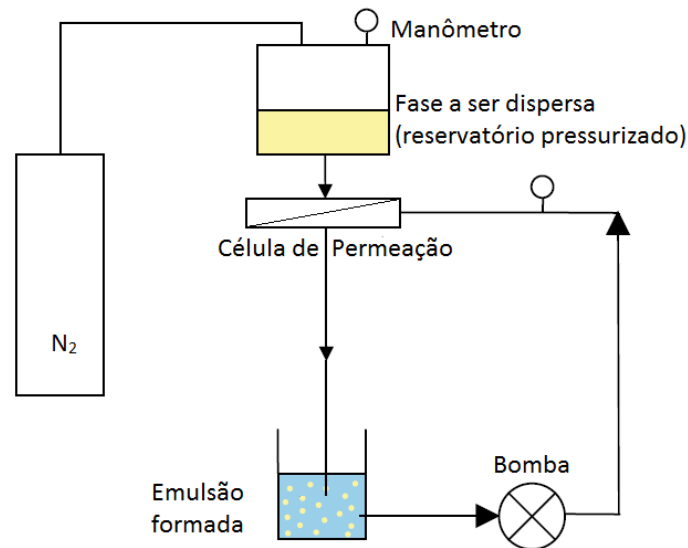 Manômetro
Fase a ser dispersa
(reservatório pressurizado)
Célula de Permeação
N₂
Bomba
Emulsão
formada